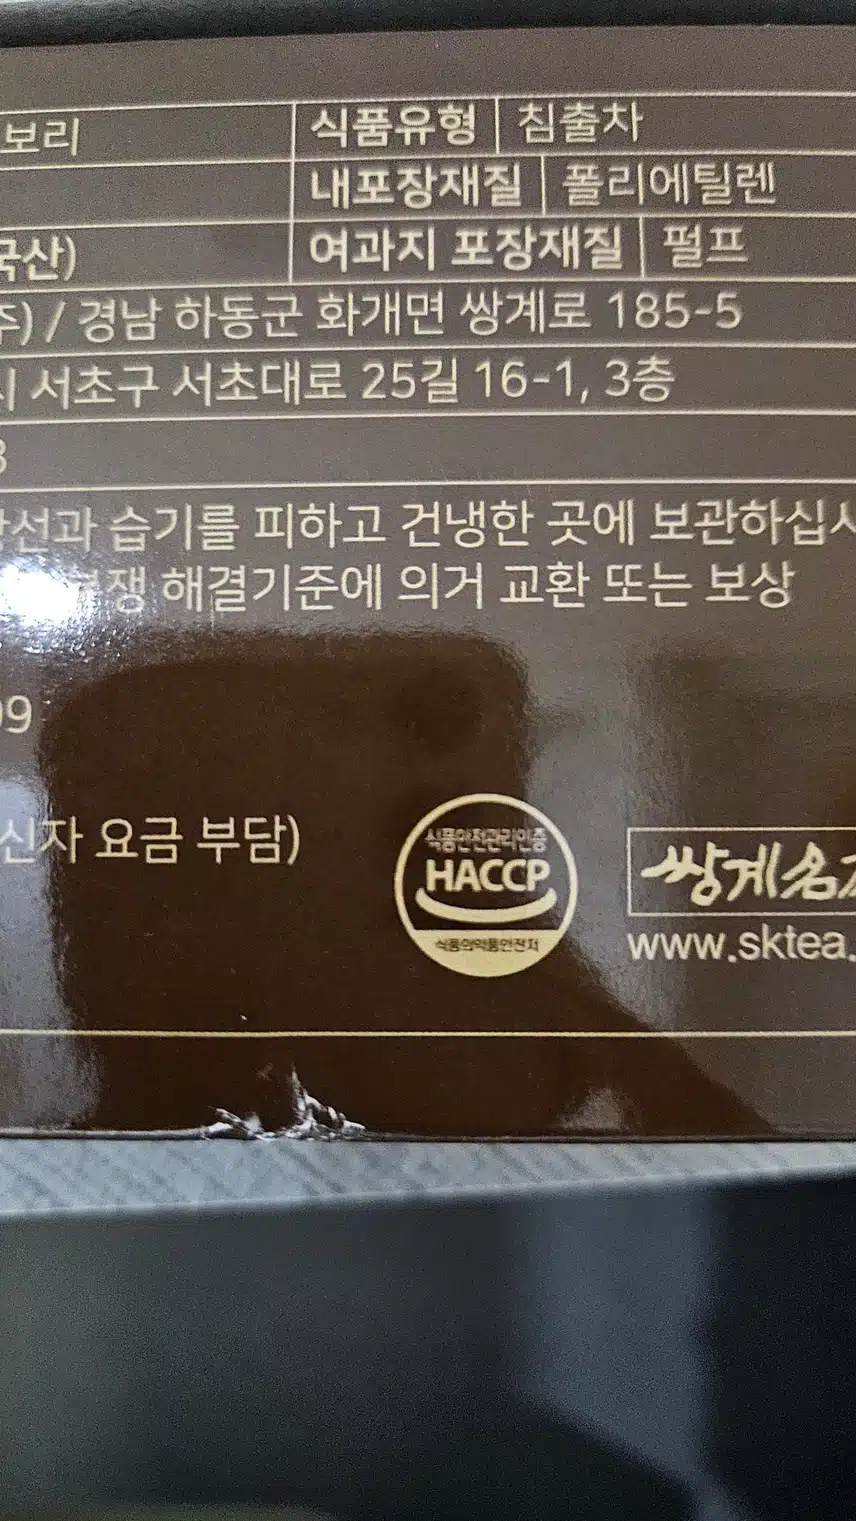 보리 식품유형 침출차
내포장재질 폴리에틸렌
국산) 여과지 포장재질 펄프
주) / 경남 하동군 화개면 쌍계로 185-5
시 서초구 서초대로 25길 16-1, 3층
3
선과 습기를 피하고 건냉한 곳에 보관하십시
쟁 해결기준에 의거 교환 또는 보상
99
신자 요금 부담)
식품안전관리인증
HACCP
식품의약품안전처
쌍계名
www.sktea.